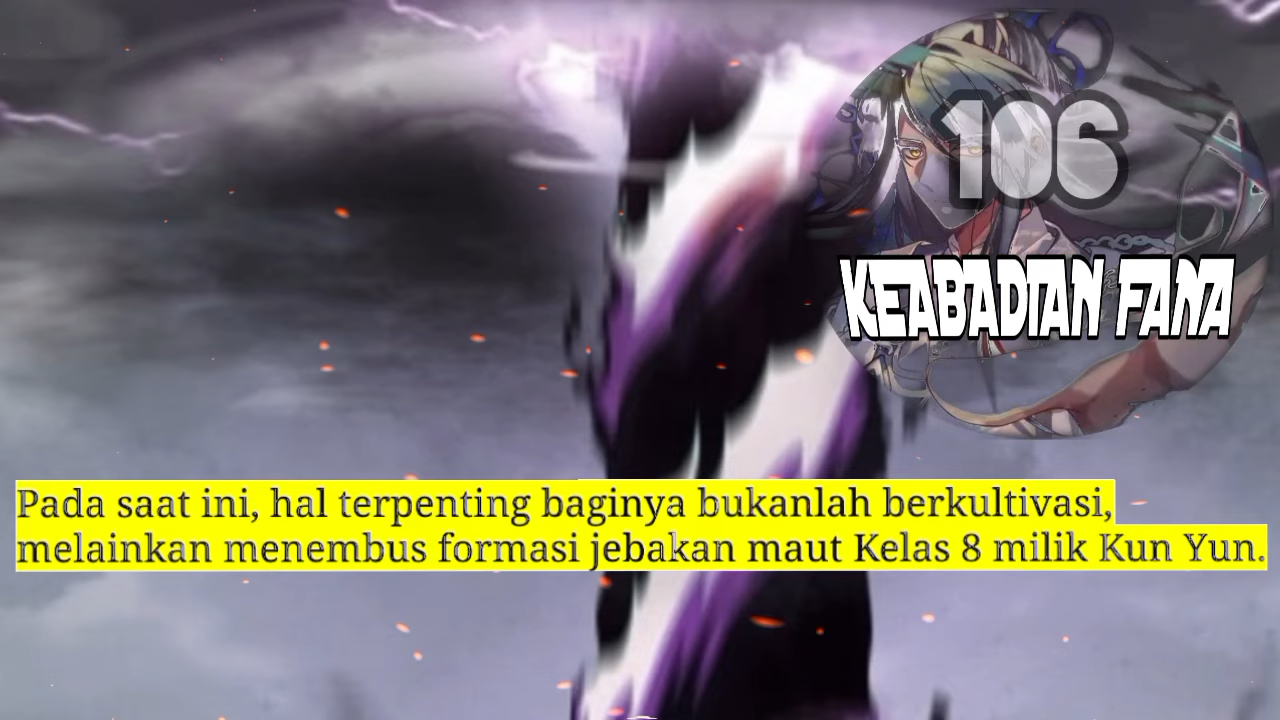 106
KEABADIAN FANA
Pada saat ini, hal terpenting baginya bukanlah berkultivasi,
melainkan menembus formasi jebakan maut Kelas 8 milik Kun Yun.